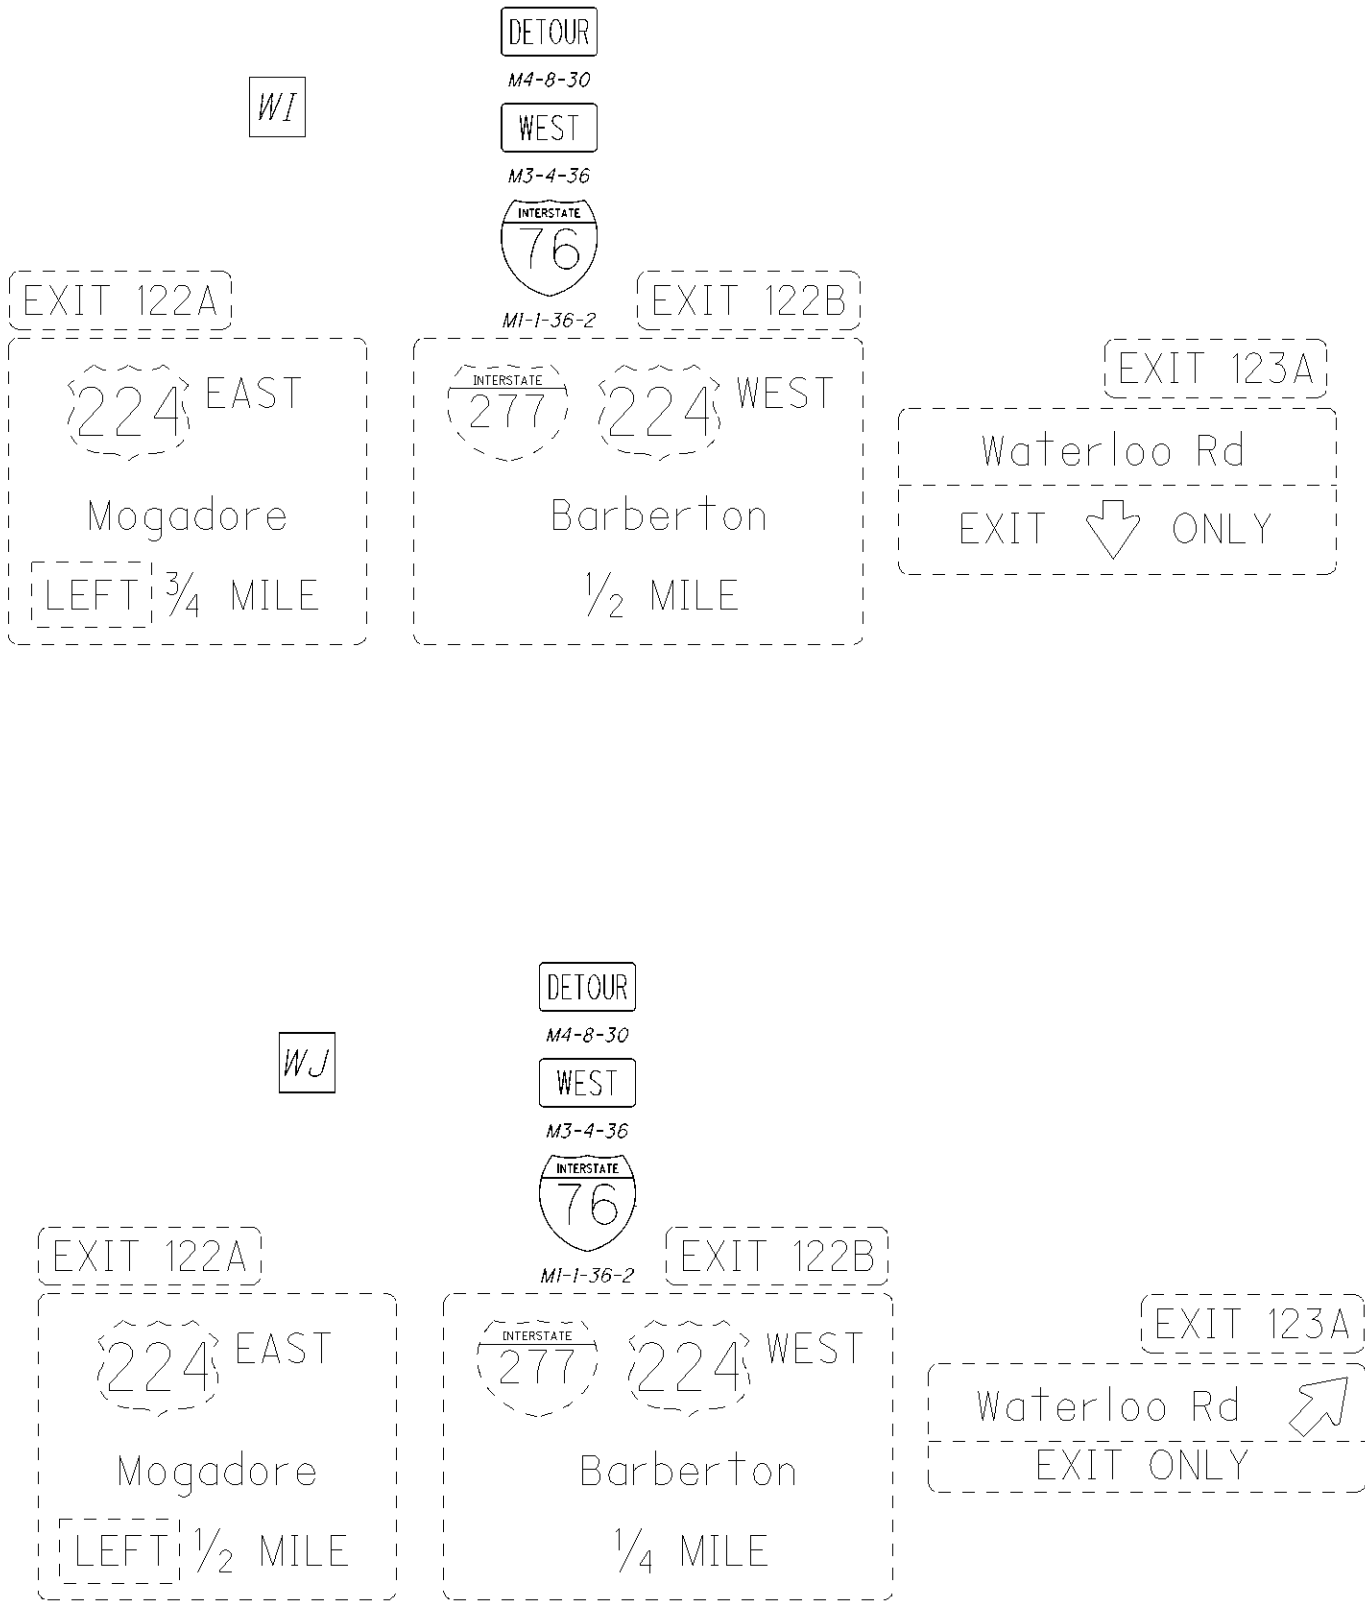 DETOUR
M4-8-30
WI
WEST
M3-4-36
INTERSTATE
76
M1-1-36-2
EXIT 122A
224 EAST
Mogadore
LEFT 3/4 MILE
EXIT 122B
INTERSTATE
277 224 WEST
Barberton
1/2 MILE
EXIT 123A
Waterloo Rd
EXIT ONLY
DETOUR
M4-8-30
WJ
WEST
M3-4-36
INTERSTATE
76
M1-1-36-2
EXIT 122A
224 EAST
Mogadore
LEFT 1/2 MILE
EXIT 122B
INTERSTATE
277 224 WEST
Barberton
1/4 MILE
EXIT 123A
Waterloo Rd
EXIT ONLY